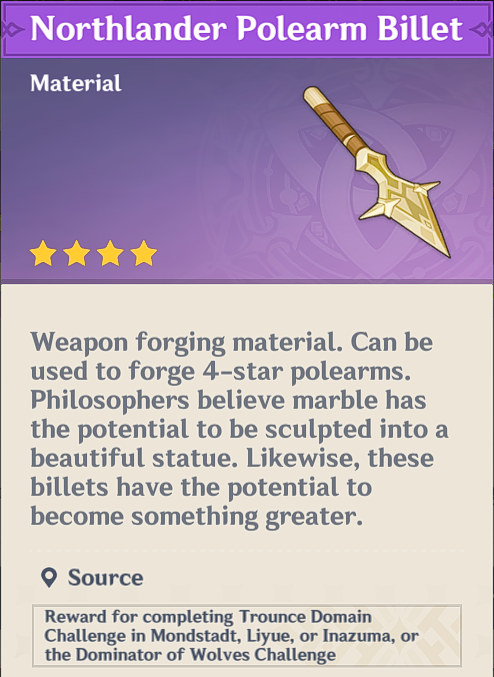 Northlander Polearm Billet
Material
Weapon forging material. Can be
used to forge 4-star polearms.
Philosophers believe marble has
the potential to be sculpted into a
beautiful statue. Likewise, these
billets have the potential to
become something greater.
Source
Reward for completing Trounce Domain
Challenge in Mondstadt, Liyue, or Inazuma, or
the Dominator of Wolves Challenge